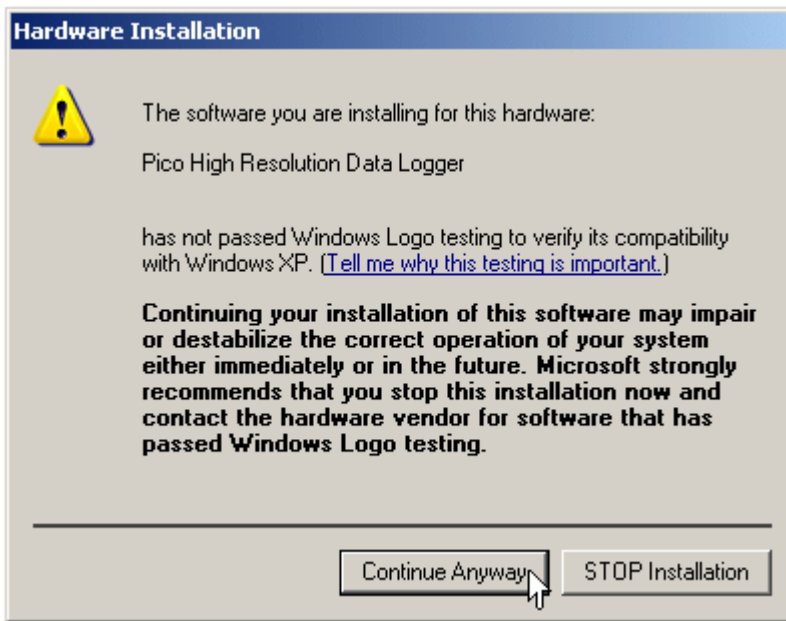 Hardware Installation
The software you are installing for this hardware:
Pico High Resolution Data Logger
has not passed Windows Logo testing to verify its compatibility
with Windows XP. (Tell me why this testing is important.)
Continuing your installation of this software may impair
or destabilize the correct operation of your system
either immediately or in the future. Microsoft strongly
recommends that you stop this installation now and
contact the hardware vendor for software that has
passed Windows Logo testing.
Continue Anyway
STOP Installation